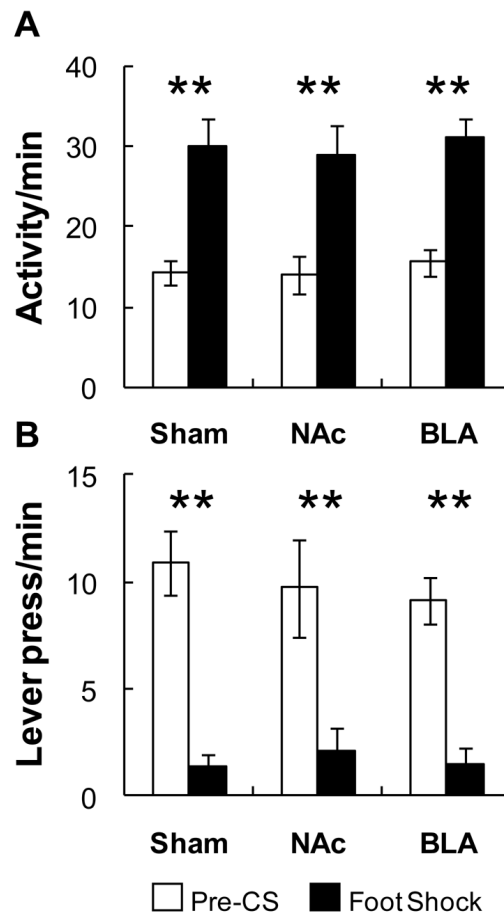 A
Activity/min
40
30
20
10
0
** ** **
Sham NAc BLA
B
Lever press/min
15
10
5
0
** ** **
Sham NAc BLA
Pre-CS Foot Shock